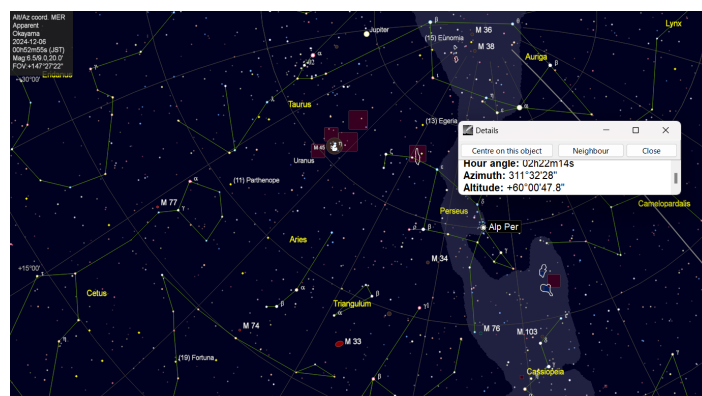 Alt/Az coord. MER
Apparent
Okayama
2024-12-06
00h52m55s (JST)
Mag:6.5/9.0,20.0'
FOV:+147°27'22"
+30°00'
Eridanus
Jupiter
β
M 36
δ
Lynx
(15) Eunomia
M 38
Auriga
β
α
θ2
ι
Taurus
λ
η
α
(13) Egeria
M 45
η
Uranus
ξ
ε
Details
Centre on this object
Neighbour
Close
Hour angle: 02h22m14s
Azimuth: 311°32'28"
Altitude: +60°00'47.8"
(11) Parthenope
α
δ
Camelopardalis
M 77
γ
Perseus
Alp Per
β
Aries
γ
M 34
+15°00'
ι
Cetus
α
β
Triangulum
β
α
γ1
M 74
M 76
M 103
η
M 33
δ
γ
(19) Fortuna
β
Cassiopeia
α